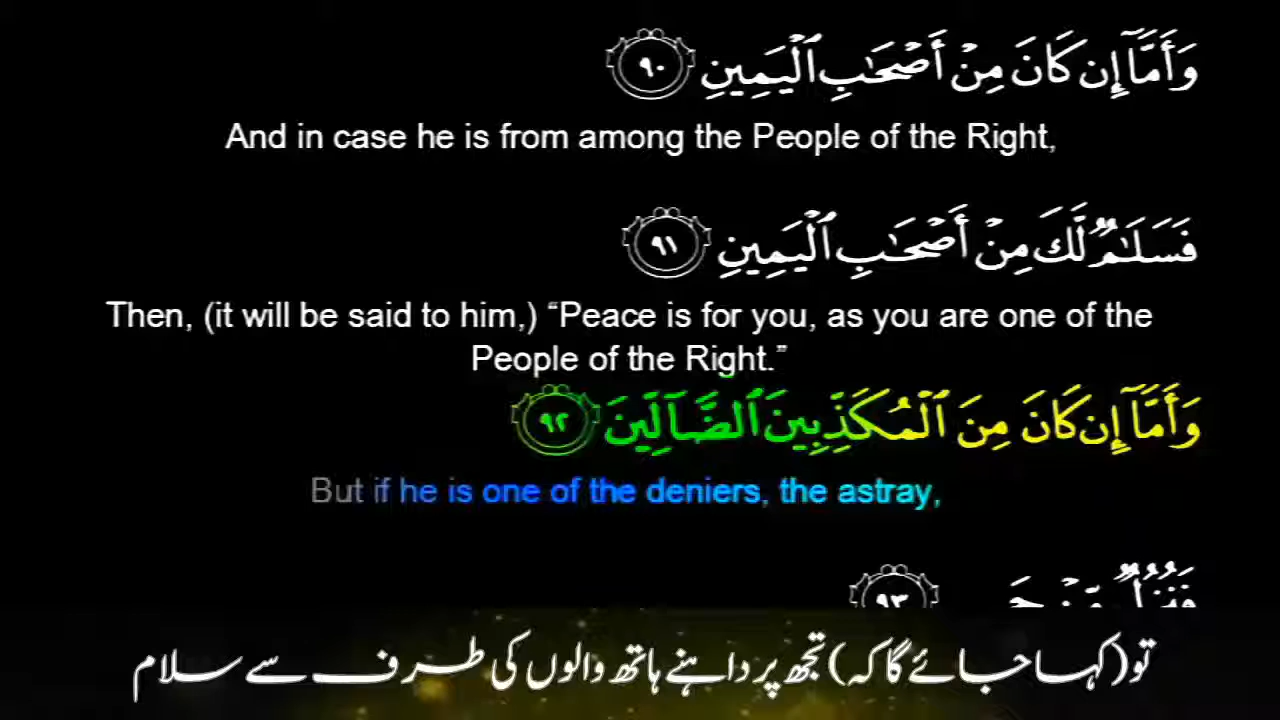 وَأَمَّآ إِن كَانَ مِنْ أَصْحَٰبِ ٱلْيَمِينِ ٩٠
And in case he is from among the People of the Right,
فَسَلَٰمٌ لَّكَ مِنْ أَصْحَٰبِ ٱلْيَمِينِ ٩١
Then, (it will be said to him,) “Peace is for you, as you are one of the
People of the Right.”
وَأَمَّآ إِن كَانَ مِنَ ٱلْمُكَذِّبِينَ ٱلضَّآلِّينَ ٩٢
But if he is one of the deniers, the astray,
فَنُزُلٌ مِّنْ ٩٣
تو (کہا جائے گا کہ) تجھ پر داہنے ہاتھ والوں کی طرف سے سلام